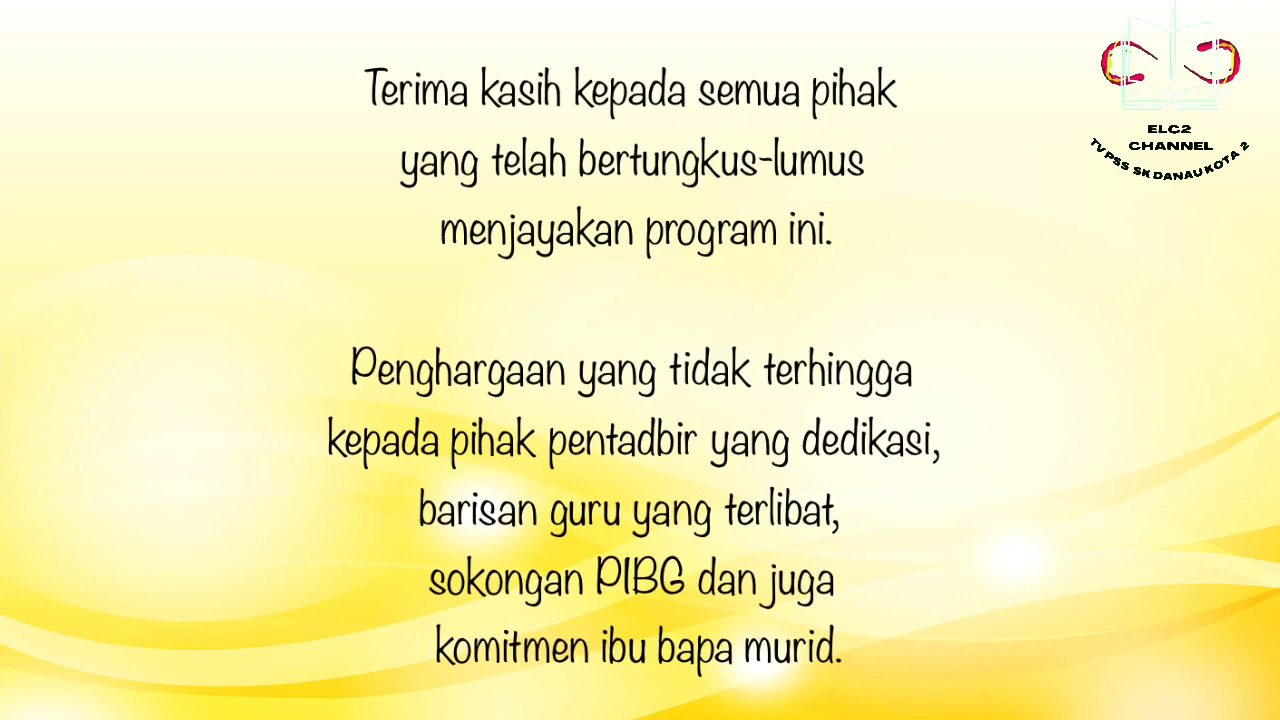 Terima kasih kepada semua pihak
yang telah bertungkus-lumus
menjayakan program ini.
Penghargaan yang tidak terhingga
kepada pihak pentadbir yang dedikasi,
barisan guru yang terlibat,
sokongan PIBG dan juga
komitmen ibu bapa murid.
ELC2
CHANNEL
TV PSS SK DANAU KOTA 2